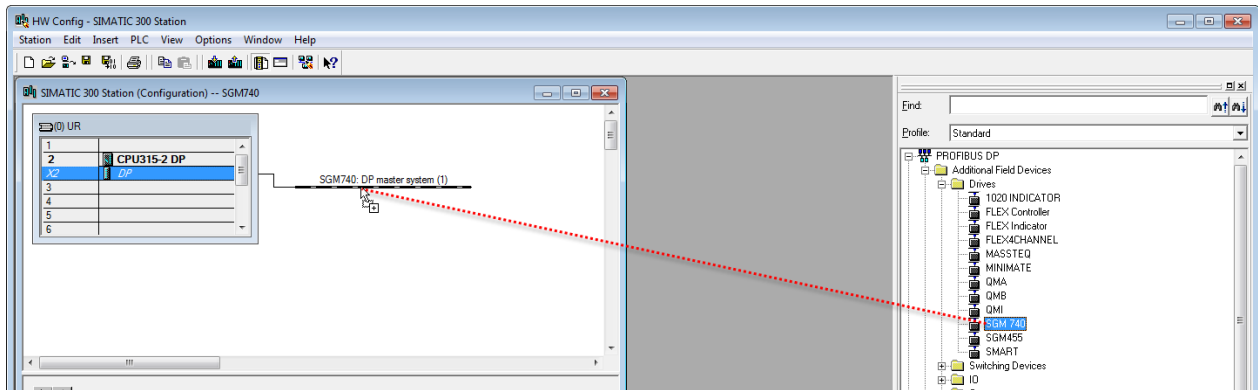 HW Config - SIMATIC 300 Station
Station Edit Insert PLC View Options Window Help
SIMATIC 300 Station (Configuration) -- SGM740
(0) UR
1
2 CPU315-2 DP
X2 DP
3
4
5
6
SGM740: DP master system (1)
Find:
Profile: Standard
PROFIBUS DP
Additional Field Devices
Drives
1020 INDICATOR
FLEX Controller
FLEX Indicator
FLEX4CHANNEL
MASSTEQ
MINIMATE
QMA
QMB
QMI
SGM 740
SGM455
SMART
Switching Devices
IO